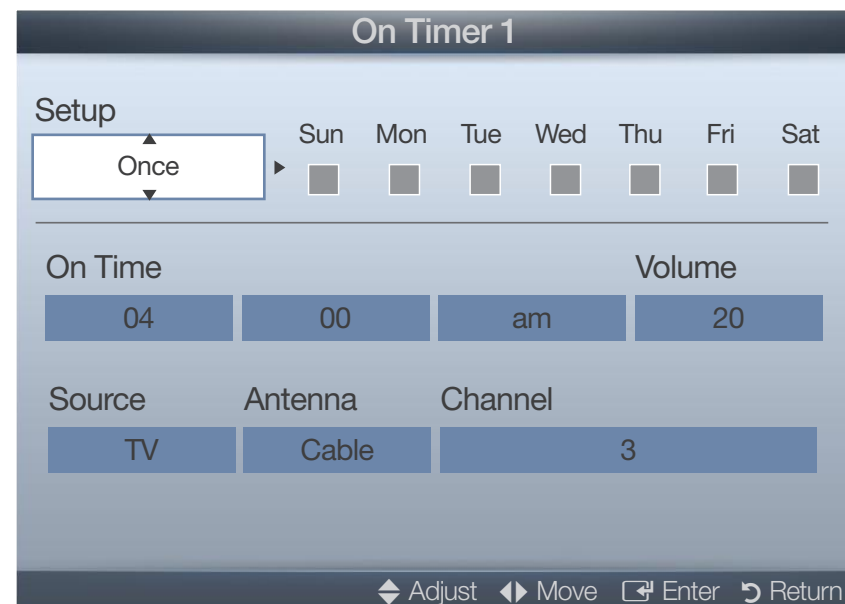 On Timer 1
Setup
Sun Mon Tue Wed Thu Fri Sat
Once
On Time Volume
04 00 am 20
Source Antenna Channel
TV Cable 3
Adjust Move Enter Return